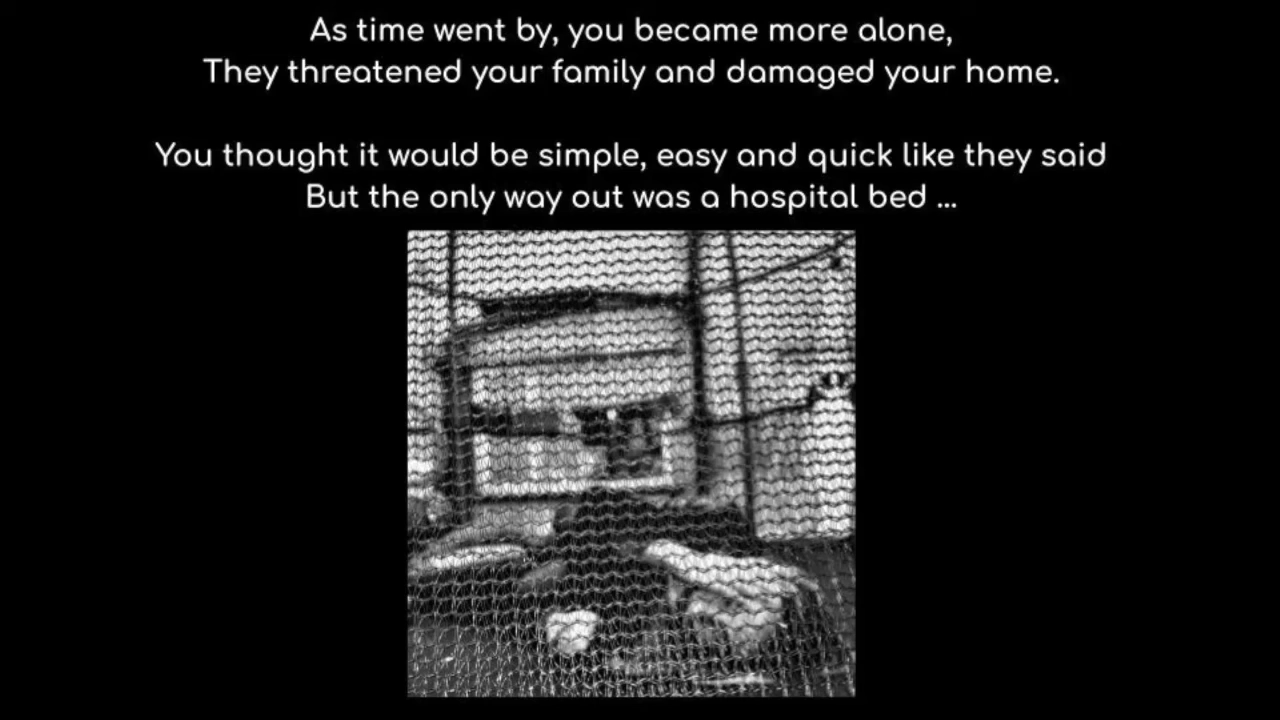 As time went by, you became more alone,
They threatened your family and damaged your home.
You thought it would be simple, easy and quick like they said
But the only way out was a hospital bed ...